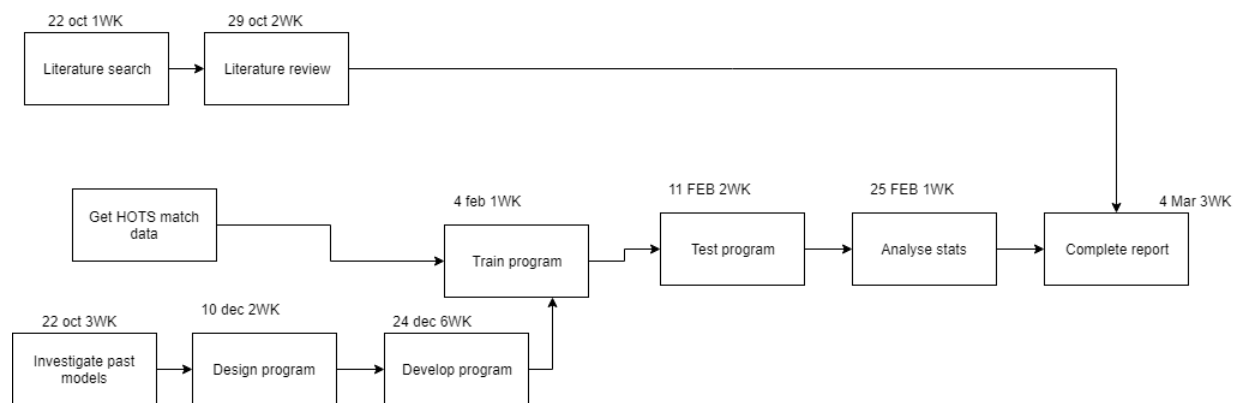 22 oct 1WK
29 oct 2WK
Literature search
Literature review
4 feb 1WK
11 FEB 2WK
25 FEB 1WK
4 Mar 3WK
Get HOTS match
data
Train program
Test program
Analyse stats
Complete report
22 oct 3WK
10 dec 2WK
24 dec 6WK
Investigate past
models
Design program
Develop program